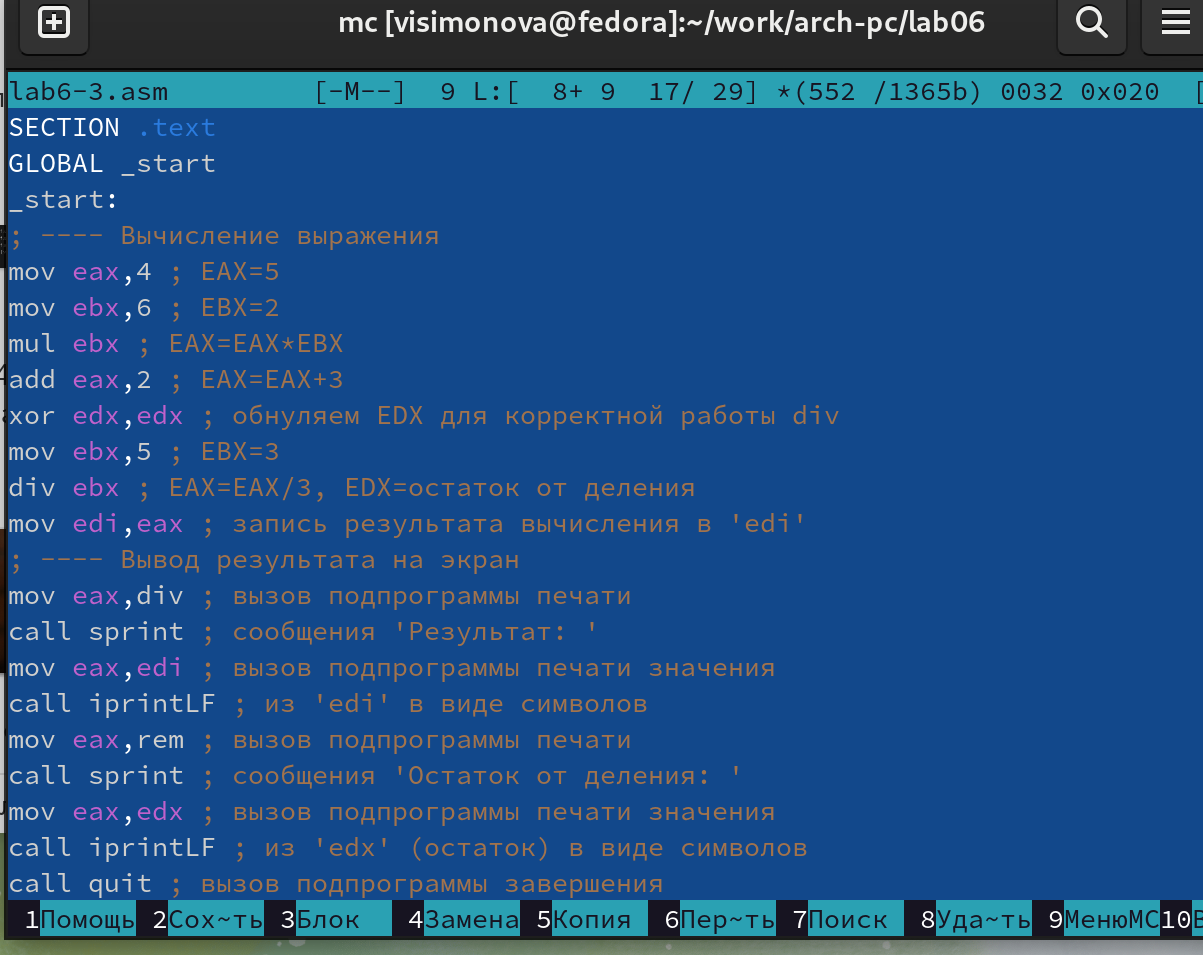 mc [visimonova@fedora]:~/work/arch-pc/lab06
lab6-3.asm [-M--] 9 L:[ 8+ 9 17/ 29] *(552 /1365b) 0032 0x020 [
SECTION .text
GLOBAL _start
_start:
; ---- Вычисление выражения
mov eax,4 ; EAX=5
mov ebx,6 ; EBX=2
mul ebx ; EAX=EAX*EBX
add eax,2 ; EAX=EAX+3
xor edx,edx ; обнуляем EDX для корректной работы div
mov ebx,5 ; EBX=3
div ebx ; EAX=EAX/3, EDX=остаток от деления
mov edi,eax ; запись результата вычисления в 'edi'
; ---- Вывод результата на экран
mov eax,div ; вызов подпрограммы печати
call sprint ; сообщения 'Результат: '
mov eax,edi ; вызов подпрограммы печати значения
call iprintLF ; из 'edi' в виде символов
mov eax,rem ; вызов подпрограммы печати
call sprint ; сообщения 'Остаток от деления: '
mov eax,edx ; вызов подпрограммы печати значения
call iprintLF ; из 'edx' (остаток) в виде символов
call quit ; вызов подпрограммы завершения
1Помощь 2Сох~ть 3Блок 4Замена 5Копия 6Пер~ть 7Поиск 8Уда~ть 9МенюMC 10В